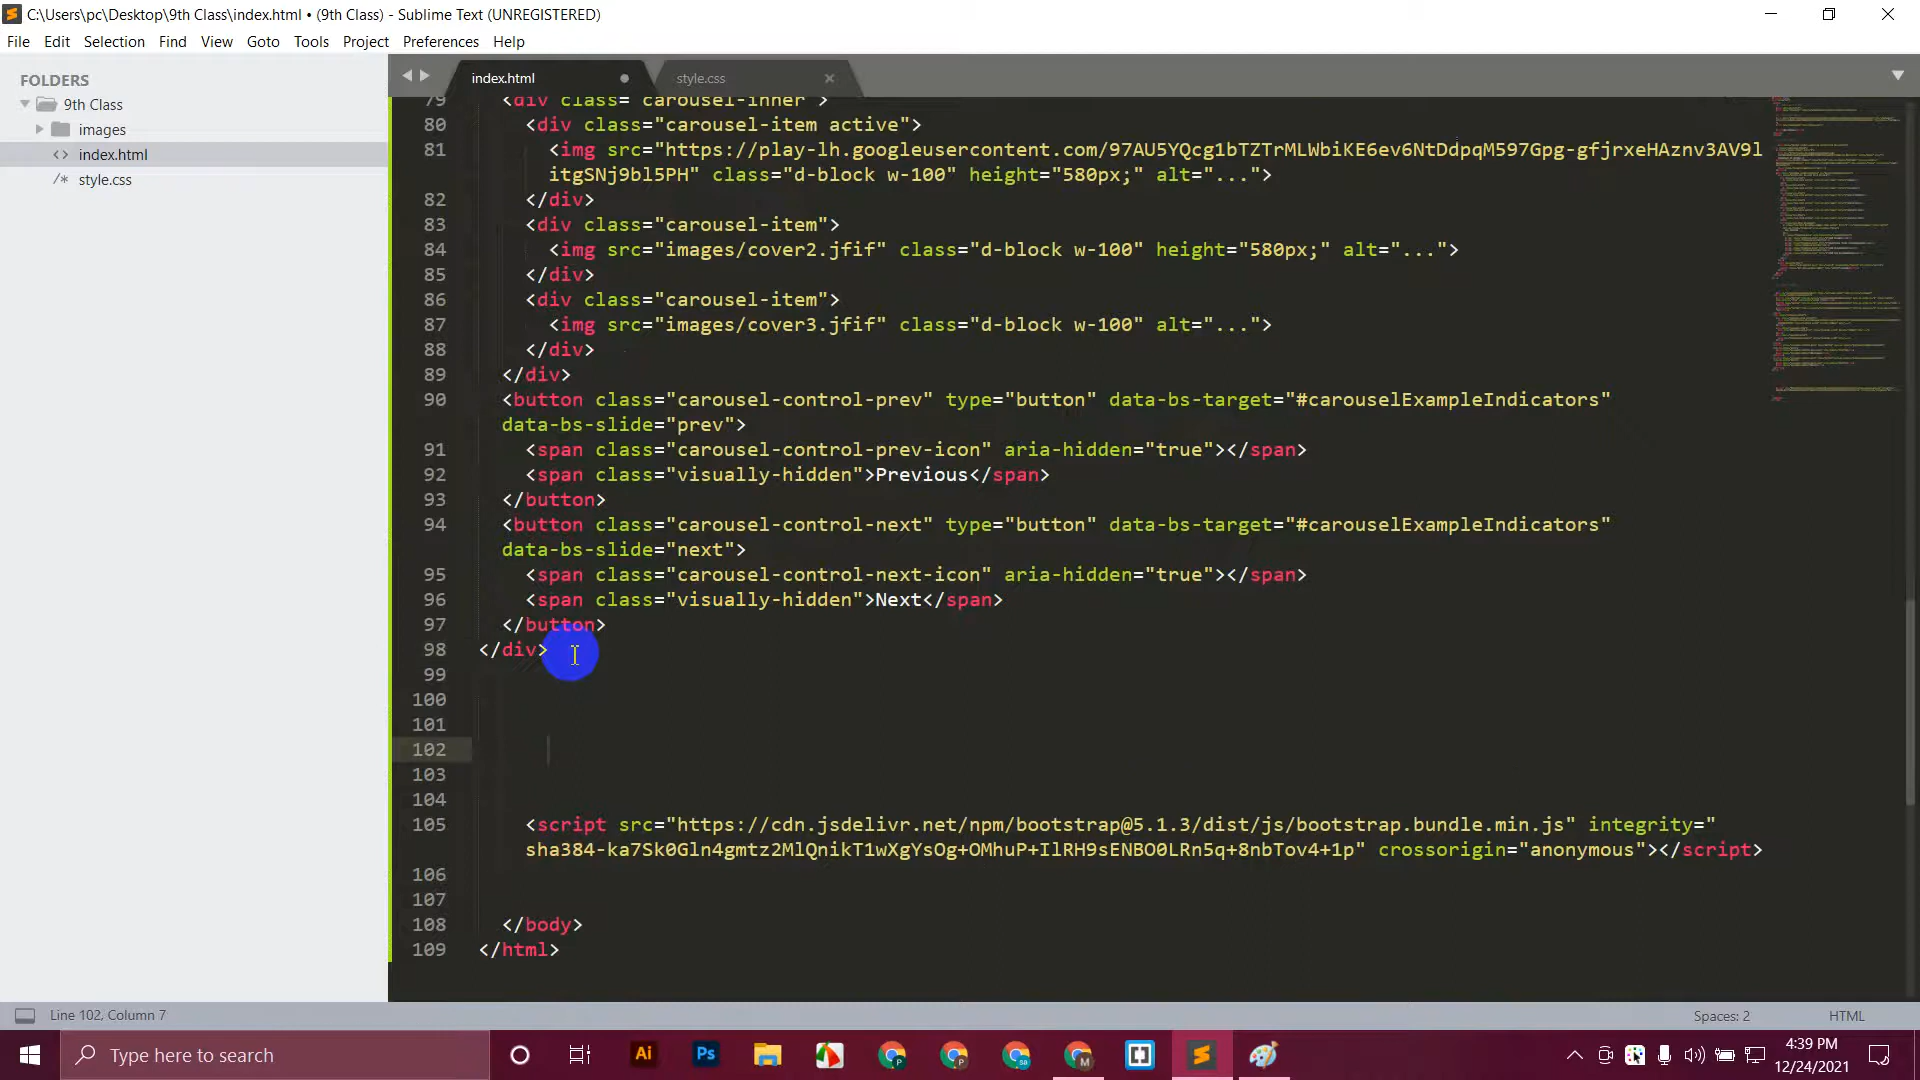 C:\Users\pc\Desktop\9th Class\index.html • (9th Class) - Sublime Text (UNREGISTERED)
File Edit Selection Find View Goto Tools Project Preferences Help
FOLDERS
9th Class
images
<> index.html
/* style.css
index.html
style.css
79 <div class="carousel-inner">
80 <div class="carousel-item active">
81 <img src="https://play-lh.googleusercontent.com/97AU5YQcg1bTZTrMLWbiKE6ev6NtDdpqM597Gpg-gfjrxeHAznv3AV9l
itgSNj9bl5PH" class="d-block w-100" height="580px;" alt="...">
82 </div>
83 <div class="carousel-item">
84 <img src="images/cover2.jfif" class="d-block w-100" height="580px;" alt="...">
85 </div>
86 <div class="carousel-item">
87 <img src="images/cover3.jfif" class="d-block w-100" alt="...">
88 </div>
89 </div>
90 <button class="carousel-control-prev" type="button" data-bs-target="#carouselExampleIndicators"
data-bs-slide="prev">
91 <span class="carousel-control-prev-icon" aria-hidden="true"></span>
92 <span class="visually-hidden">Previous</span>
93 </button>
94 <button class="carousel-control-next" type="button" data-bs-target="#carouselExampleIndicators"
data-bs-slide="next">
95 <span class="carousel-control-next-icon" aria-hidden="true"></span>
96 <span class="visually-hidden">Next</span>
97 </button>
98 </div>
99
100
101
102
103
104
105 <script src="https://cdn.jsdelivr.net/npm/bootstrap@5.1.3/dist/js/bootstrap.bundle.min.js" integrity="
sha384-ka7Sk0Gln4gmtz2MlQnikT1wXgYsOg+OMhuP+IlRH9sENBO0LRn5q+8nbTov4+1p" crossorigin="anonymous"></script>
106
107
108 </body>
109 </html>
Line 102, Column 7
Spaces: 2
HTML
Type here to search
4:39 PM
12/24/2021